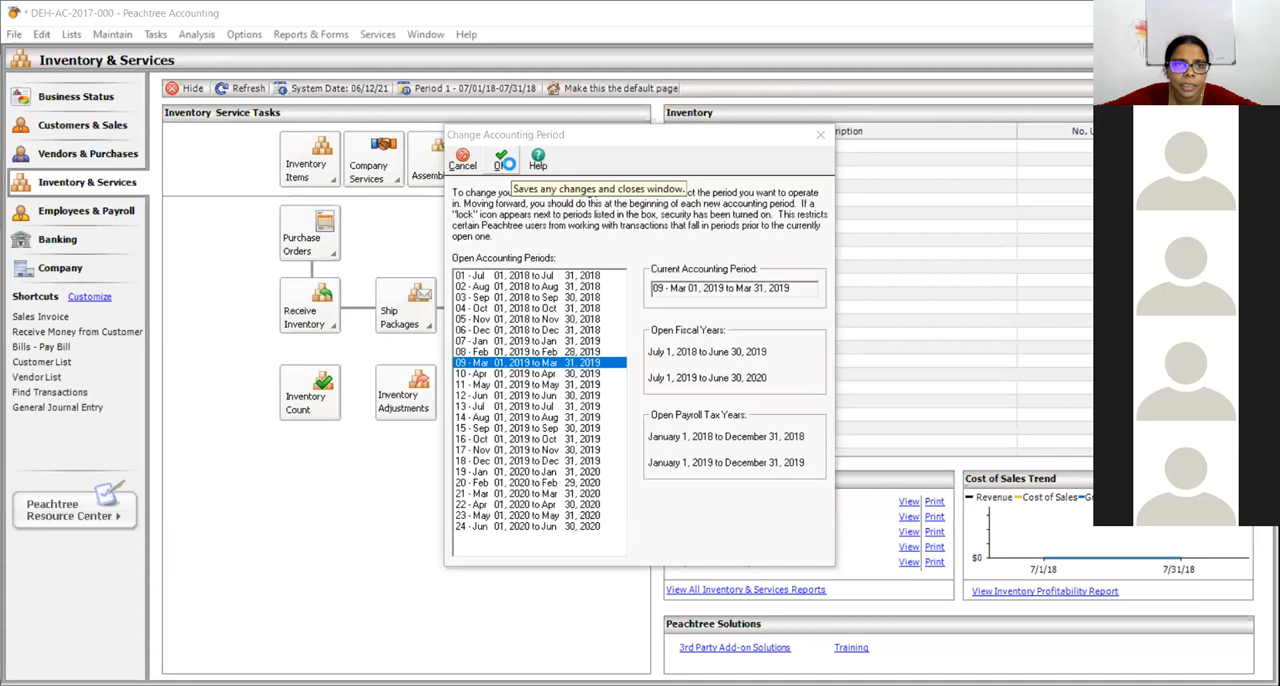 * DEH-AC-2017-000 - Peachtree Accounting
File Edit Lists Maintain Tasks Analysis Options Reports & Forms Services Window Help
Inventory & Services
Business Status
Customers & Sales
Vendors & Purchases
Inventory & Services
Employees & Payroll
Banking
Company
Shortcuts Customize
Sales Invoice
Receive Money from Customer
Bills - Pay Bill
Customer List
Vendor List
Find Transactions
General Journal Entry
Peachtree
Resource Center
Hide Refresh System Date: 06/12/21 Period 1 - 07/01/18-07/31/18 Make this the default page
Inventory Service Tasks
Inventory
Items
Company
Services
Assemb
Purchase
Orders
Receive
Inventory
Ship
Packages
Inventory
Count
Inventory
Adjustments
Change Accounting Period
Cancel Help
Saves any changes and closes window.
To change you ct the period you want to operate
in. Moving forward, you should do this at the beginning of each new accounting period. If a
"lock" icon appears next to periods listed in the box, security has been turned on. This restricts
certain Peachtree users from working with transactions that fall in periods prior to the currently
open one.
Open Accounting Periods:
01 - Jul 01, 2018 to Jul 31, 2018
02 - Aug 01, 2018 to Aug 31, 2018
03 - Sep 01, 2018 to Sep 30, 2018
04 - Oct 01, 2018 to Oct 31, 2018
05 - Nov 01, 2018 to Nov 30, 2018
06 - Dec 01, 2018 to Dec 31, 2018
07 - Jan 01, 2019 to Jan 31, 2019
08 - Feb 01, 2019 to Feb 28, 2019
09 - Mar 01, 2019 to Mar 31, 2019
10 - Apr 01, 2019 to Apr 30, 2019
11 - May 01, 2019 to May 31, 2019
12 - Jun 01, 2019 to Jun 30, 2019
13 - Jul 01, 2019 to Jul 31, 2019
14 - Aug 01, 2019 to Aug 31, 2019
15 - Sep 01, 2019 to Sep 30, 2019
16 - Oct 01, 2019 to Oct 31, 2019
17 - Nov 01, 2019 to Nov 30, 2019
18 - Dec 01, 2019 to Dec 31, 2019
19 - Jan 01, 2020 to Jan 31, 2020
20 - Feb 01, 2020 to Feb 29, 2020
21 - Mar 01, 2020 to Mar 31, 2020
22 - Apr 01, 2020 to Apr 30, 2020
23 - May 01, 2020 to May 31, 2020
24 - Jun 01, 2020 to Jun 30, 2020
Current Accounting Period:
09 - Mar 01, 2019 to Mar 31, 2019
Open Fiscal Years:
July 1, 2018 to June 30, 2019
July 1, 2019 to June 30, 2020
Open Payroll Tax Years:
January 1, 2018 to December 31, 2018
January 1, 2019 to December 31, 2019
Inventory
ription No. U
View Print
View Print
View Print
View Print
View Print
View All Inventory & Services Reports
Cost of Sales Trend
Revenue Cost of Sales Gr
$0
7/1/18 7/31/18
View Inventory Profitability Report
Peachtree Solutions
3rd Party Add-on Solutions Training